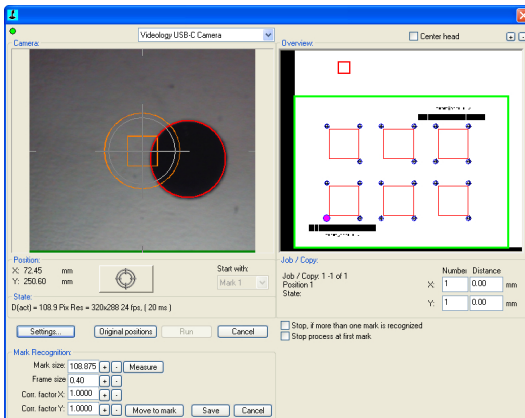 Videology USB-C Camera
Center head
+ -
Camera:
Overview:
Position:
X: 72.45 mm
Y: 250.60 mm
Start with:
Mark 1
State:
D(act) = 108.9 Pix Res = 320x288 24 fps, ( 20 ms )
Settings...
Original positions
Run
Cancel
Mark Recognition:
Mark size: 108.875 + - Measure
Frame size 0.40 + -
Corr. factor X: 1.0000 + -
Corr. factor Y: 1.0000 + - Move to mark Save Cancel
Job / Copy:
Job / Copy: 1 -1 of 1
Position 1
State:
Number Distance
X: 1 0.00 mm
Y: 1 0.00 mm
Stop, if more than one mark is recognized
Stop process at first mark